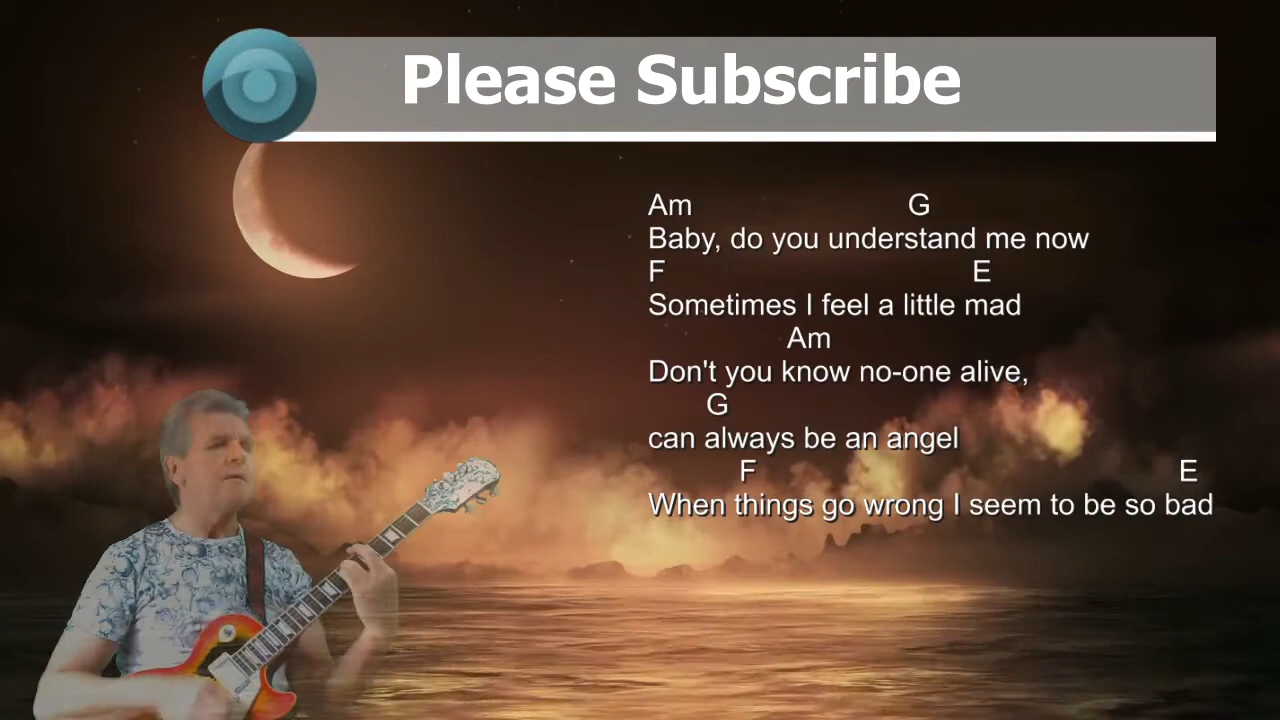 Please Subscribe
Am G
Baby, do you understand me now
F E
Sometimes I feel a little mad
Am
Don't you know no-one alive,
G
can always be an angel
F E
When things go wrong I seem to be so bad